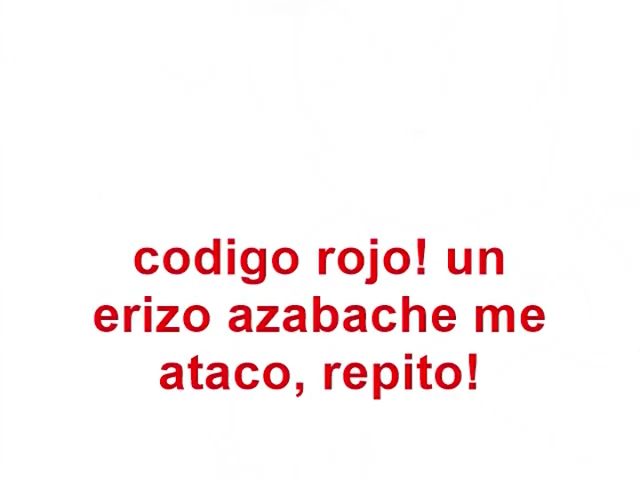 codigo rojo! un
erizo azabache me
ataco, repito!